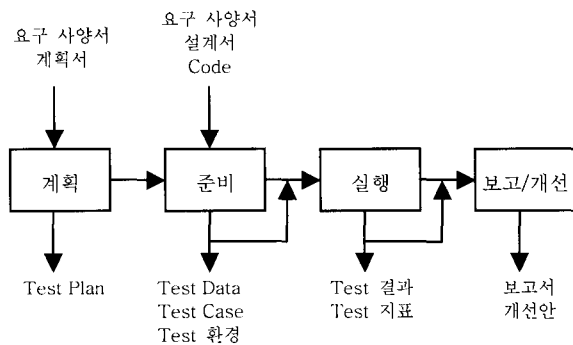 요구 사양서
계획서
요구 사양서
설계서
Code
계획
준비
실행
보고/개선
Test Plan
Test Data
Test Case
Test 환경
Test 결과
Test 지표
보고서
개선안